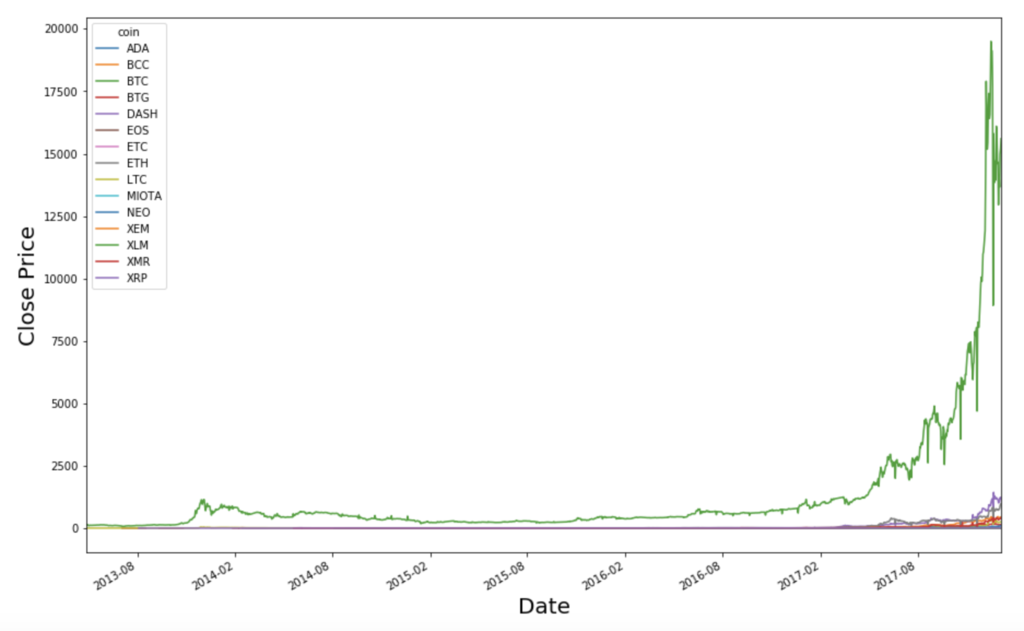 coin
ADA
BCC
BTC
BTG
DASH
EOS
ETC
ETH
LTC
MIOTA
NEO
XEM
XLM
XMR
XRP
20000
17500
15000
12500
10000
7500
5000
2500
0
Close Price
2013-08
2014-02
2014-08
2015-02
2015-08
2016-02
2016-08
2017-02
2017-08
Date